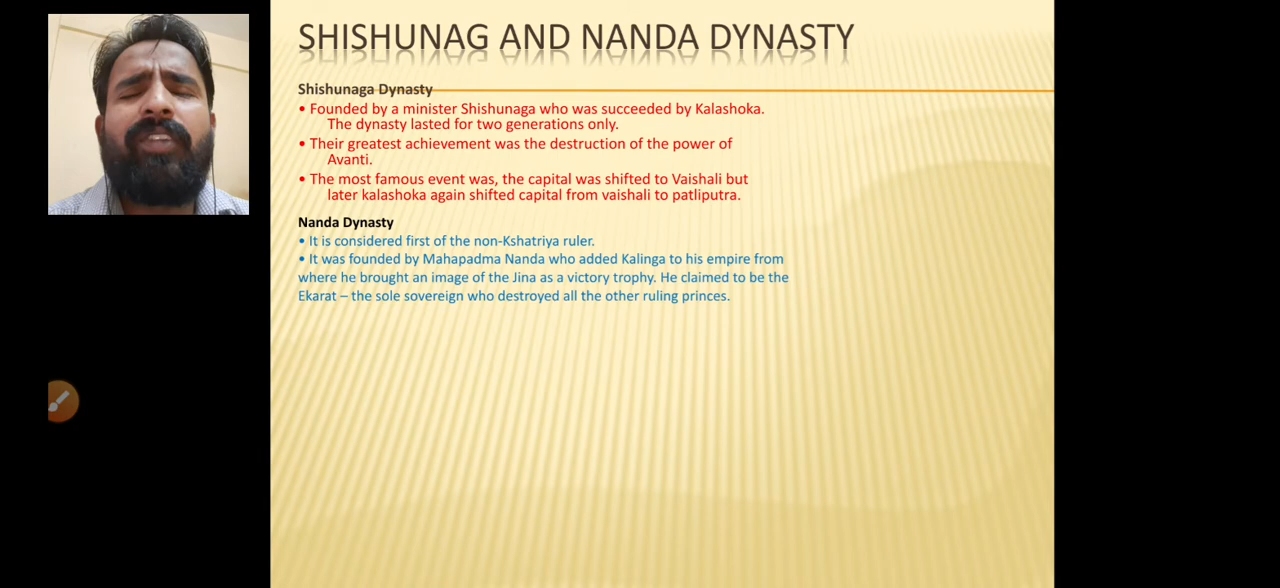 SHISHUNAG AND NANDA DYNASTY
Shishunaga Dynasty
• Founded by a minister Shishunaga who was succeeded by Kalashoka.
The dynasty lasted for two generations only.
• Their greatest achievement was the destruction of the power of
Avanti.
• The most famous event was, the capital was shifted to Vaishali but
later kalashoka again shifted capital from vaishali to patliputra.
Nanda Dynasty
• It is considered first of the non-Kshatriya ruler.
• It was founded by Mahapadma Nanda who added Kalinga to his empire from
where he brought an image of the Jina as a victory trophy. He claimed to be the
Ekarat – the sole sovereign who destroyed all the other ruling princes.